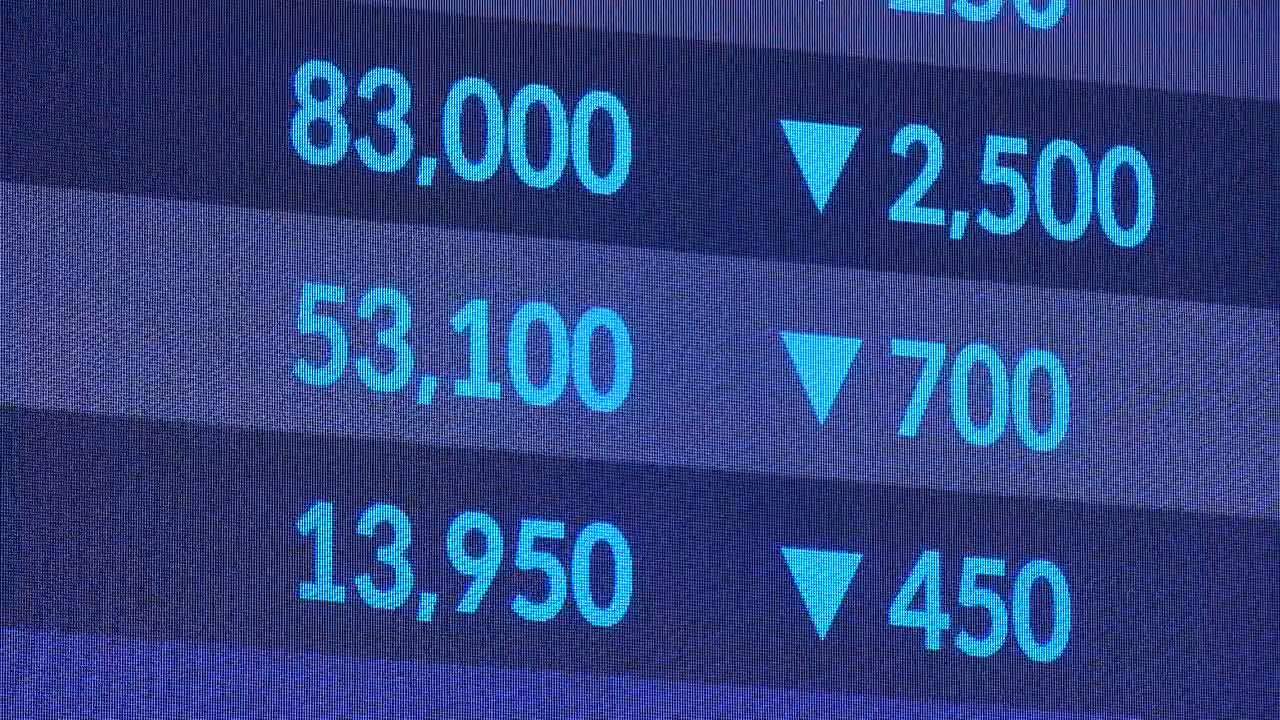 83,000 ▼ 2,500
53,100 ▼ 700
13,950 ▼ 450